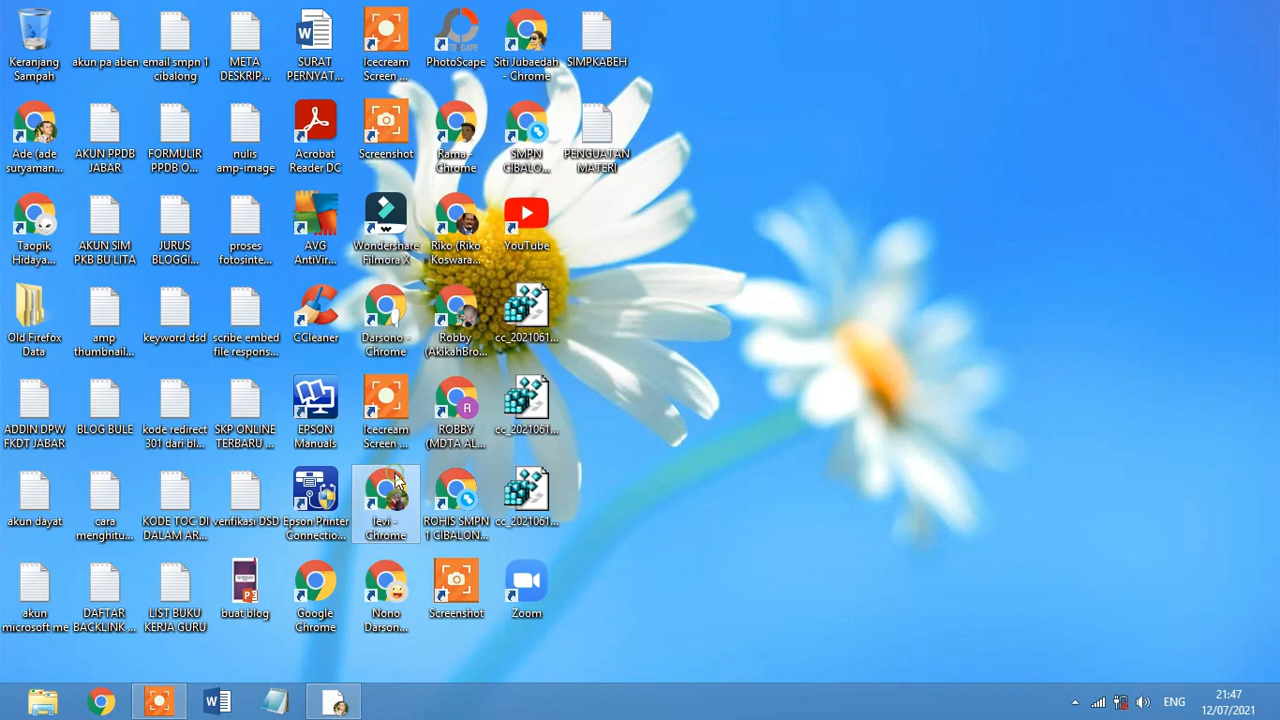 Keranjang
Sampah
akun pa aben
email smpn 1
cibalong
META
DESKRIP...
SURAT
PERNYAT...
Icecream
Screen ...
PhotoScape
Siti Jubaedah
- Chrome
SIMPKABEH
Ade (ade
suryaman...
AKUN PPDB
JABAR
FORMULIR
PPDB O...
nulis
amp-image
Acrobat
Reader DC
Screenshot
Rama -
Chrome
SMPN
CIBALO...
PENGUATAN
MATERI
Taopik
Hidaya...
AKUN SIM
PKB BU LITA
JURUS
BLOGGI...
proses
fotosinte...
AVG
AntiVir...
Wondershare
Filmora X
Riko (Riko
Koswara...
YouTube
Old Firefox
Data
amp
thumbnail...
keyword dsd
scribe embed
file respons...
CCleaner
Darsono -
Chrome
Robby
(AkikahBro...
cc_2021061...
ADDIN DPW
FKDT JABAR
BLOG BULE
kode redirect
301 dari bl...
SKP ONLINE
TERBARU ...
EPSON
Manuals
Icecream
Screen ...
ROBBY
(MDTA AL...
cc_2021061...
akun dayat
cara
menghitu...
KODE TOC DI
DALAM AR...
verifikasi DSD
Epson Printer
Connectio...
levi -
Chrome
ROHIS SMPN
1 CIBALON...
cc_2021061...
akun
microsoft me
DAFTAR
BACKLINK ...
LIST BUKU
KERJA GURU
buat blog
Google
Chrome
Nono
Darson...
Screenshot
Zoom
ENG
21:47
12/07/2021